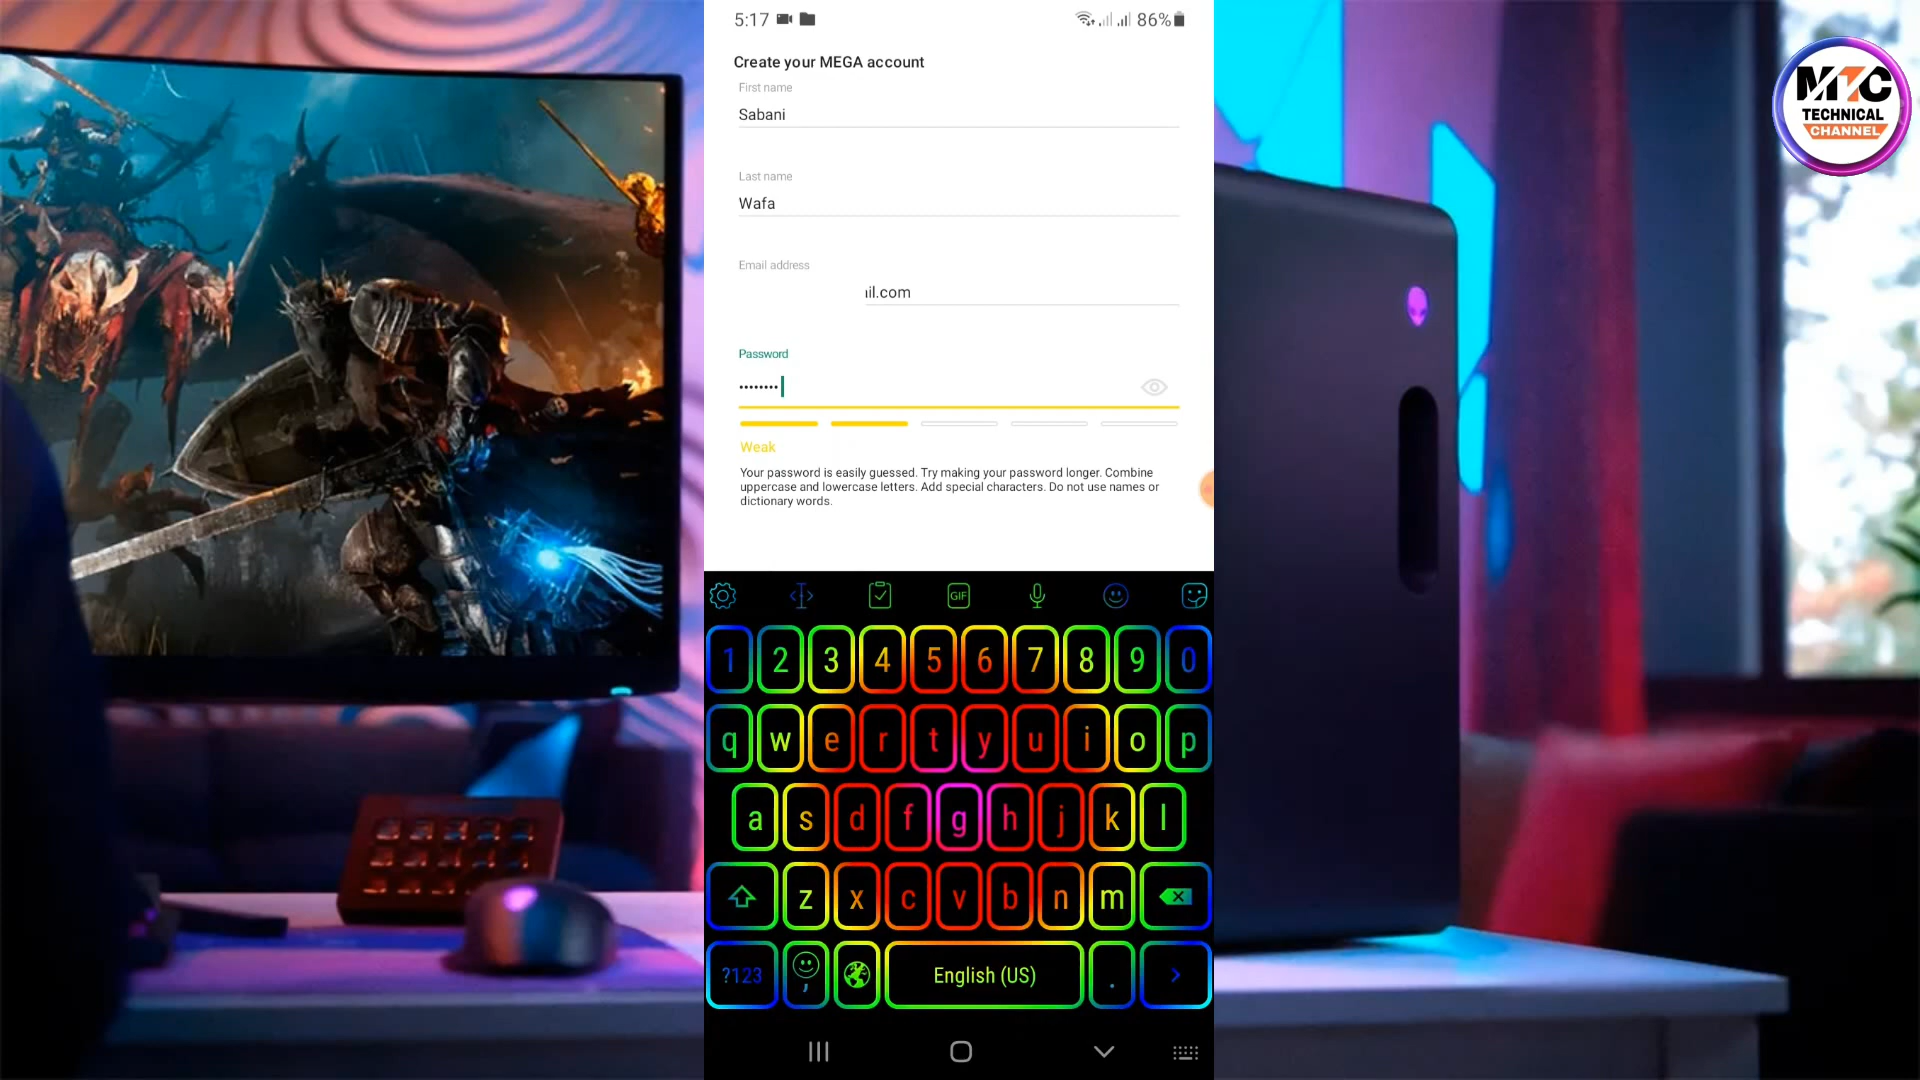 5:17
86%
Create your MEGA account
First name
Sabani
Last name
Wafa
Email address
il.com
Password
Weak
Your password is easily guessed. Try making your password longer. Combine
uppercase and lowercase letters. Add special characters. Do not use names or
dictionary words.
GIF
1 2 3 4 5 6 7 8 9 0
q w e r t y u i o p
a s d f g h j k l
z x c v b n m
?123 , English (US) .
MTC
TECHNICAL
CHANNEL